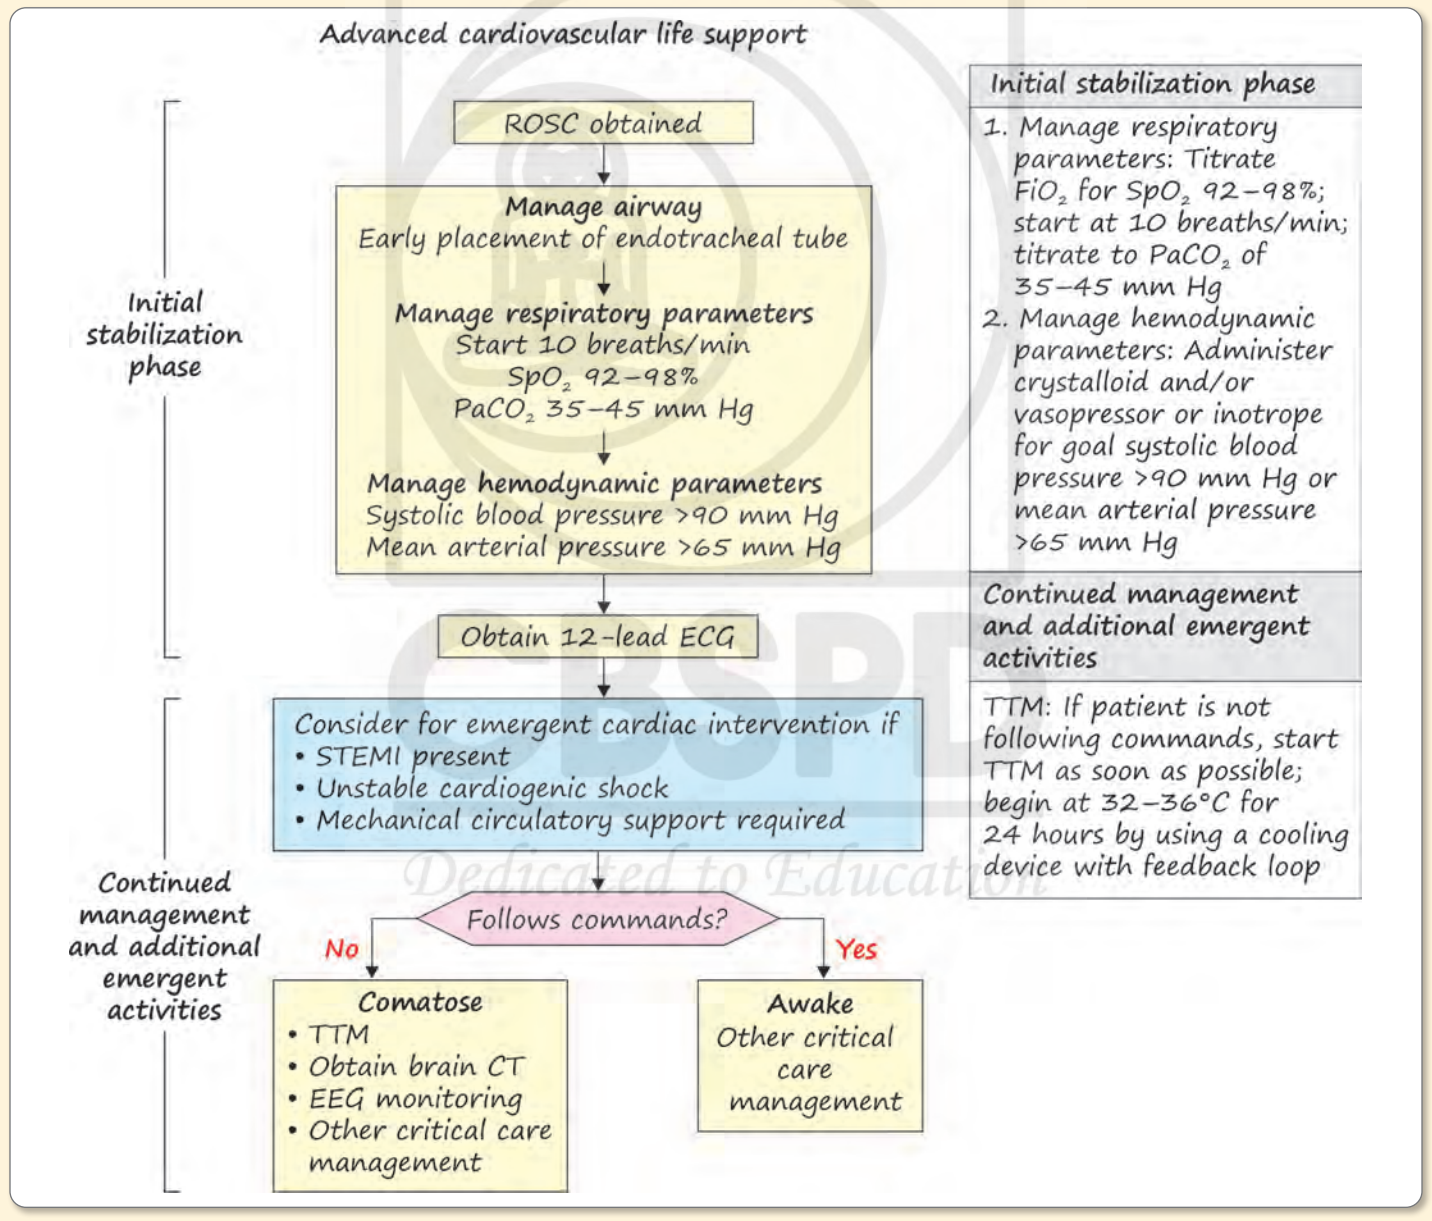 Advanced cardiovascular life support
Initial
stabilization
phase
ROSC obtained
Manage airway
Early placement of endotracheal tube
Manage respiratory parameters
Start 10 breaths/min
SpO₂ 92–98%
PaCO₂ 35–45 mm Hg
Manage hemodynamic parameters
Systolic blood pressure >90 mm Hg
Mean arterial pressure >65 mm Hg
Obtain 12-lead ECG
Continued
management
and additional
emergent
activities
Consider for emergent cardiac intervention if
• STEMI present
• Unstable cardiogenic shock
• Mechanical circulatory support required
Follows commands?
No
Yes
Comatose
• TTM
• Obtain brain CT
• EEG monitoring
• Other critical care
management
Awake
Other critical
care
management
Initial stabilization phase
1. Manage respiratory
parameters: Titrate
FiO₂ for SpO₂ 92–98%;
start at 10 breaths/min;
titrate to PaCO₂ of
35–45 mm Hg
2. Manage hemodynamic
parameters: Administer
crystalloid and/or
vasopressor or inotrope
for goal systolic blood
pressure >90 mm Hg or
mean arterial pressure
>65 mm Hg
Continued management
and additional emergent
activities
TTM: If patient is not
following commands, start
TTM as soon as possible;
begin at 32–36°C for
24 hours by using a cooling
device with feedback loop
CBSPD
Dedicated to Education